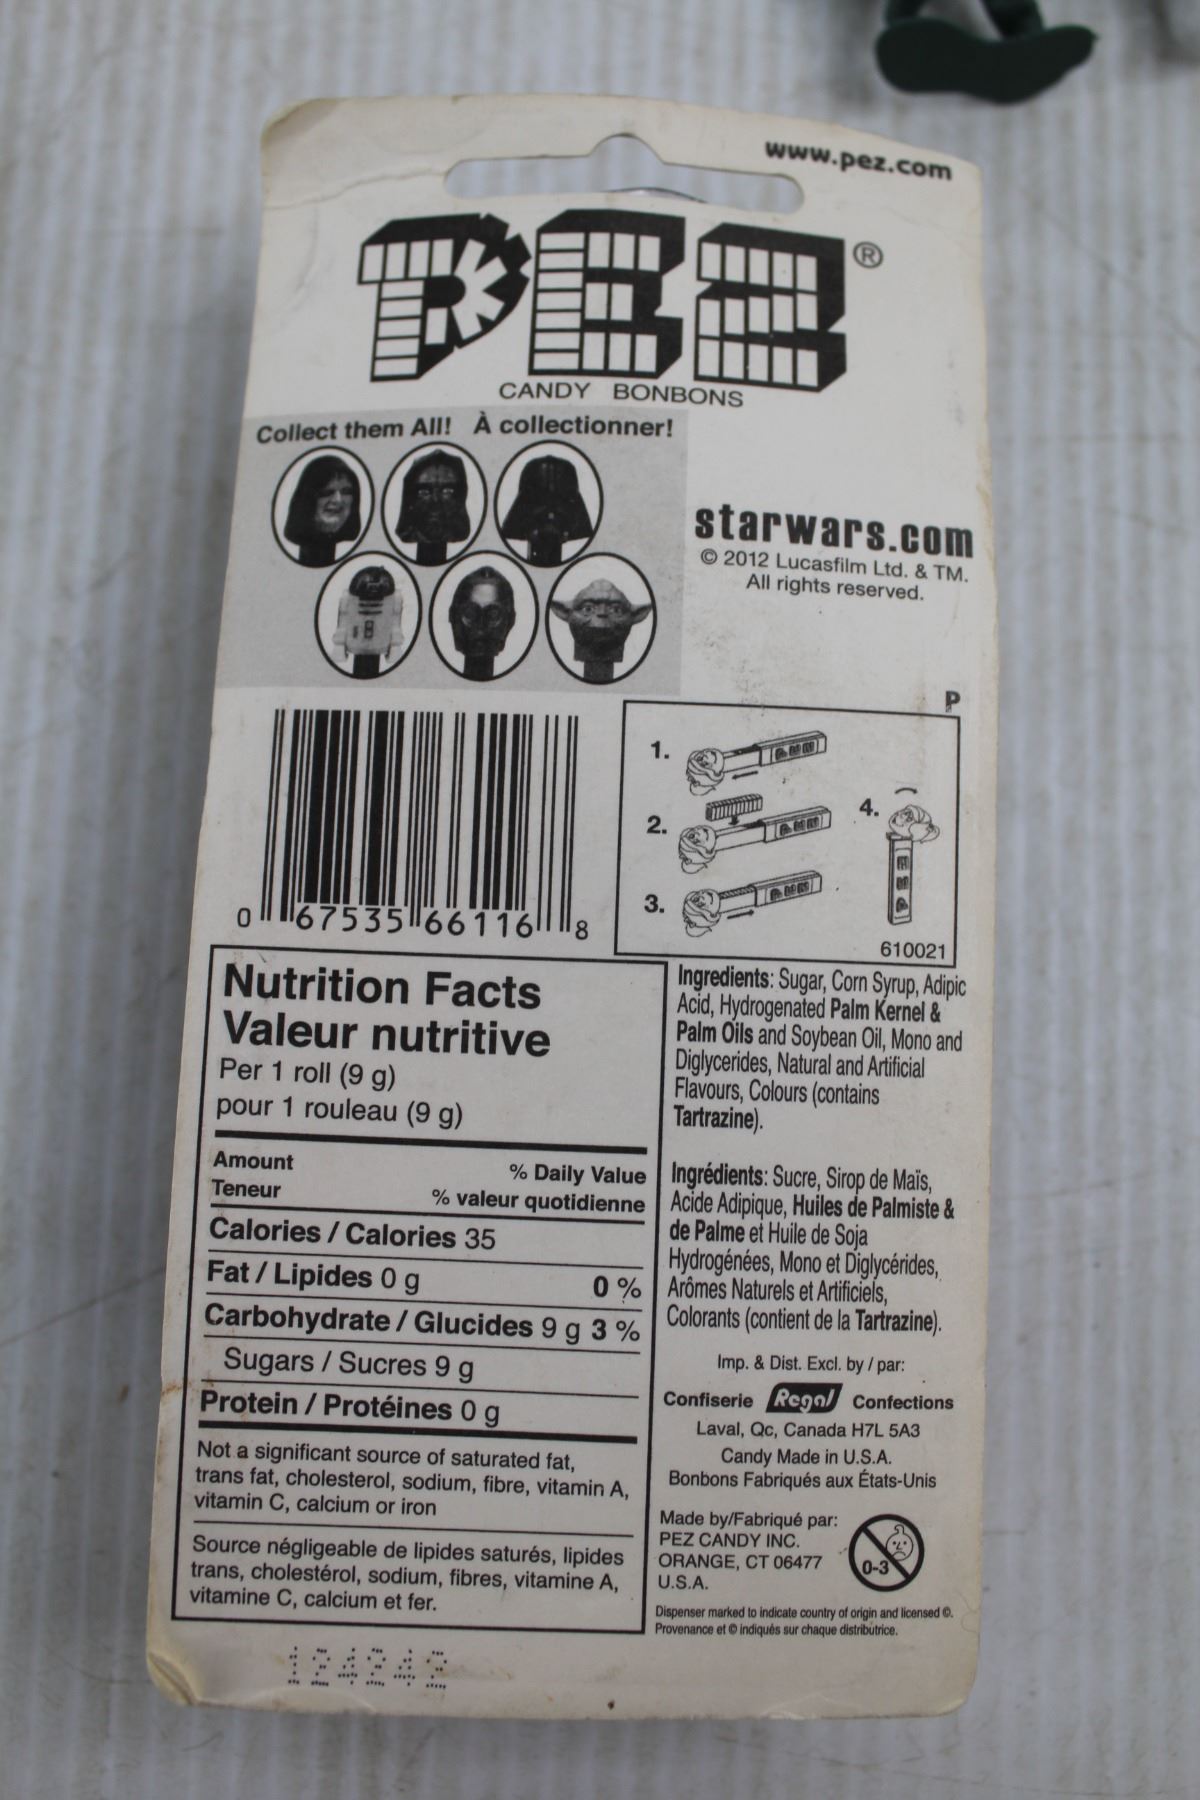 www.pez.com
PEZ®
CANDY BONBONS
Collect them All! À collectionner!
starwars.com
© 2012 Lucasfilm Ltd. & TM.
All rights reserved.
P
1.
2.
3.
4.
610021
0 67535 66116 8
Nutrition Facts
Valeur nutritive
Per 1 roll (9 g)
pour 1 rouleau (9 g)
Amount
Teneur
% Daily Value
% valeur quotidienne
Calories / Calories 35
Fat / Lipides 0 g 0 %
Carbohydrate / Glucides 9 g 3 %
Sugars / Sucres 9 g
Protein / Protéines 0 g
Not a significant source of saturated fat,
trans fat, cholesterol, sodium, fibre, vitamin A,
vitamin C, calcium or iron
Source négligeable de lipides saturés, lipides
trans, cholestérol, sodium, fibres, vitamine A,
vitamine C, calcium et fer.
Ingredients: Sugar, Corn Syrup, Adipic
Acid, Hydrogenated Palm Kernel &
Palm Oils and Soybean Oil, Mono and
Diglycerides, Natural and Artificial
Flavours, Colours (contains
Tartrazine).
Ingrédients: Sucre, Sirop de Maïs,
Acide Adipique, Huiles de Palmiste &
de Palme et Huile de Soja
Hydrogénées, Mono et Diglycérides,
Arômes Naturels et Artificiels,
Colorants (contient de la Tartrazine).
Imp. & Dist. Excl. by / par:
Confiserie Regal Confections
Laval, Qc, Canada H7L 5A3
Candy Made in U.S.A.
Bonbons Fabriqués aux États-Unis
Made by/Fabriqué par:
PEZ CANDY INC.
ORANGE, CT 06477
U.S.A.
0-3
Dispenser marked to indicate country of origin and licensed ©.
Provenance et © indiqués sur chaque distributrice.
124242